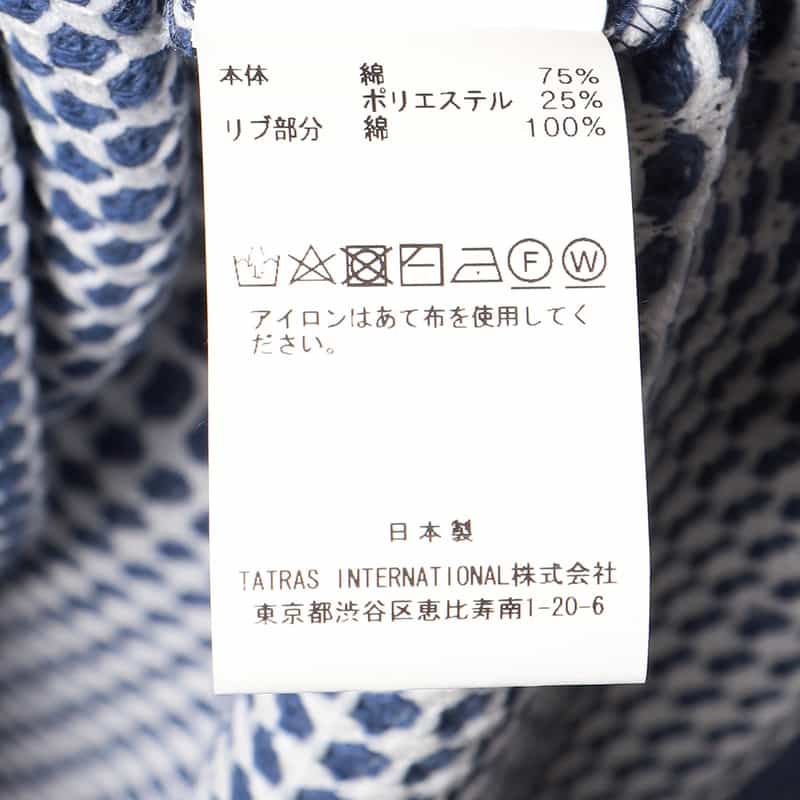 本体 綿 75%
ポリエステル 25%
リブ部分 綿 100%
F W
アイロンはあて布を使用してく
ださい。
日本製
TATRAS INTERNATIONAL株式会社
東京都渋谷区恵比寿南1-20-6